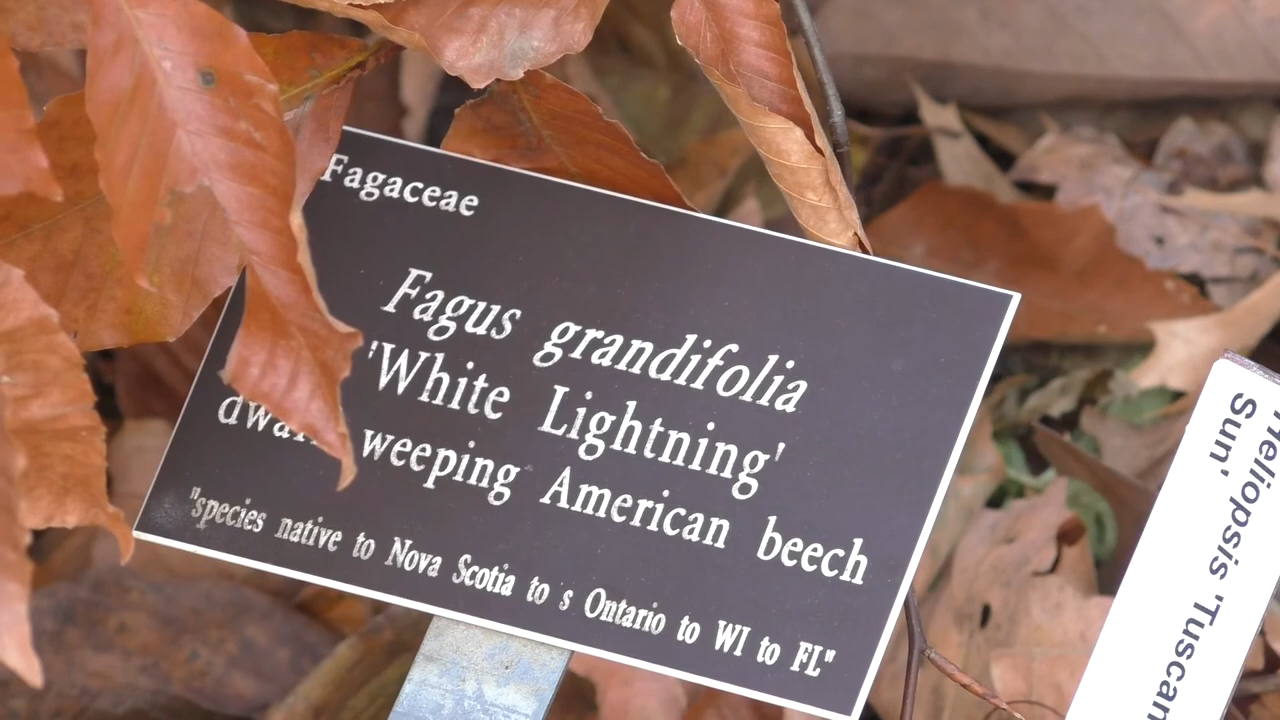 Fagaceae
Fagus grandifolia
'White Lightning'
dwarf weeping American beech
"species native to Nova Scotia to s Ontario to WI to FL"
Heliopsis 'Tuscan
Sun'